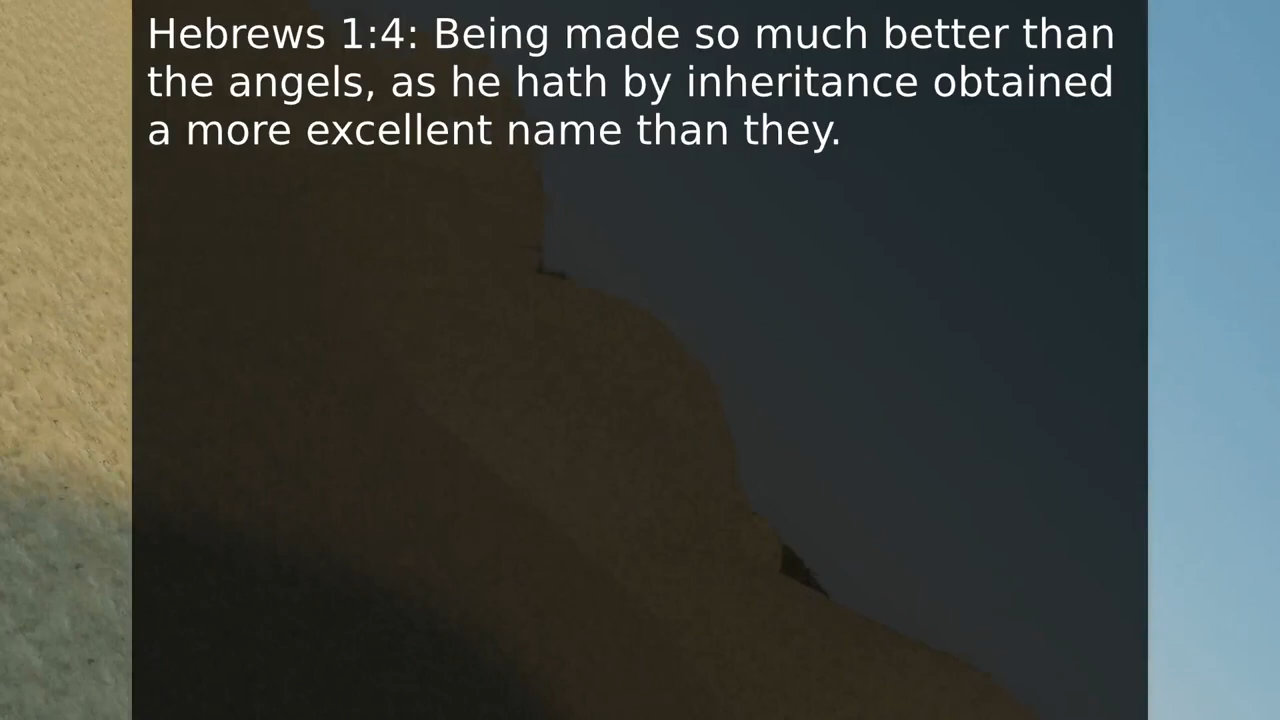 Hebrews 1:4: Being made so much better than
the angels, as he hath by inheritance obtained
a more excellent name than they.